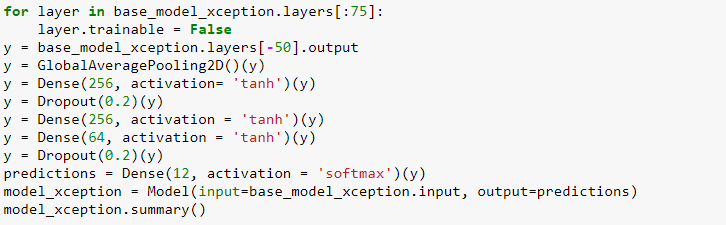 for layer in base_model_xception.layers[:75]:
    layer.trainable = False
y = base_model_xception.layers[-50].output
y = GlobalAveragePooling2D()(y)
y = Dense(256, activation= 'tanh')(y)
y = Dropout(0.2)(y)
y = Dense(256, activation = 'tanh')(y)
y = Dense(64, activation = 'tanh')(y)
y = Dropout(0.2)(y)
predictions = Dense(12, activation = 'softmax')(y)
model_xception = Model(input=base_model_xception.input, output=predictions)
model_xception.summary()